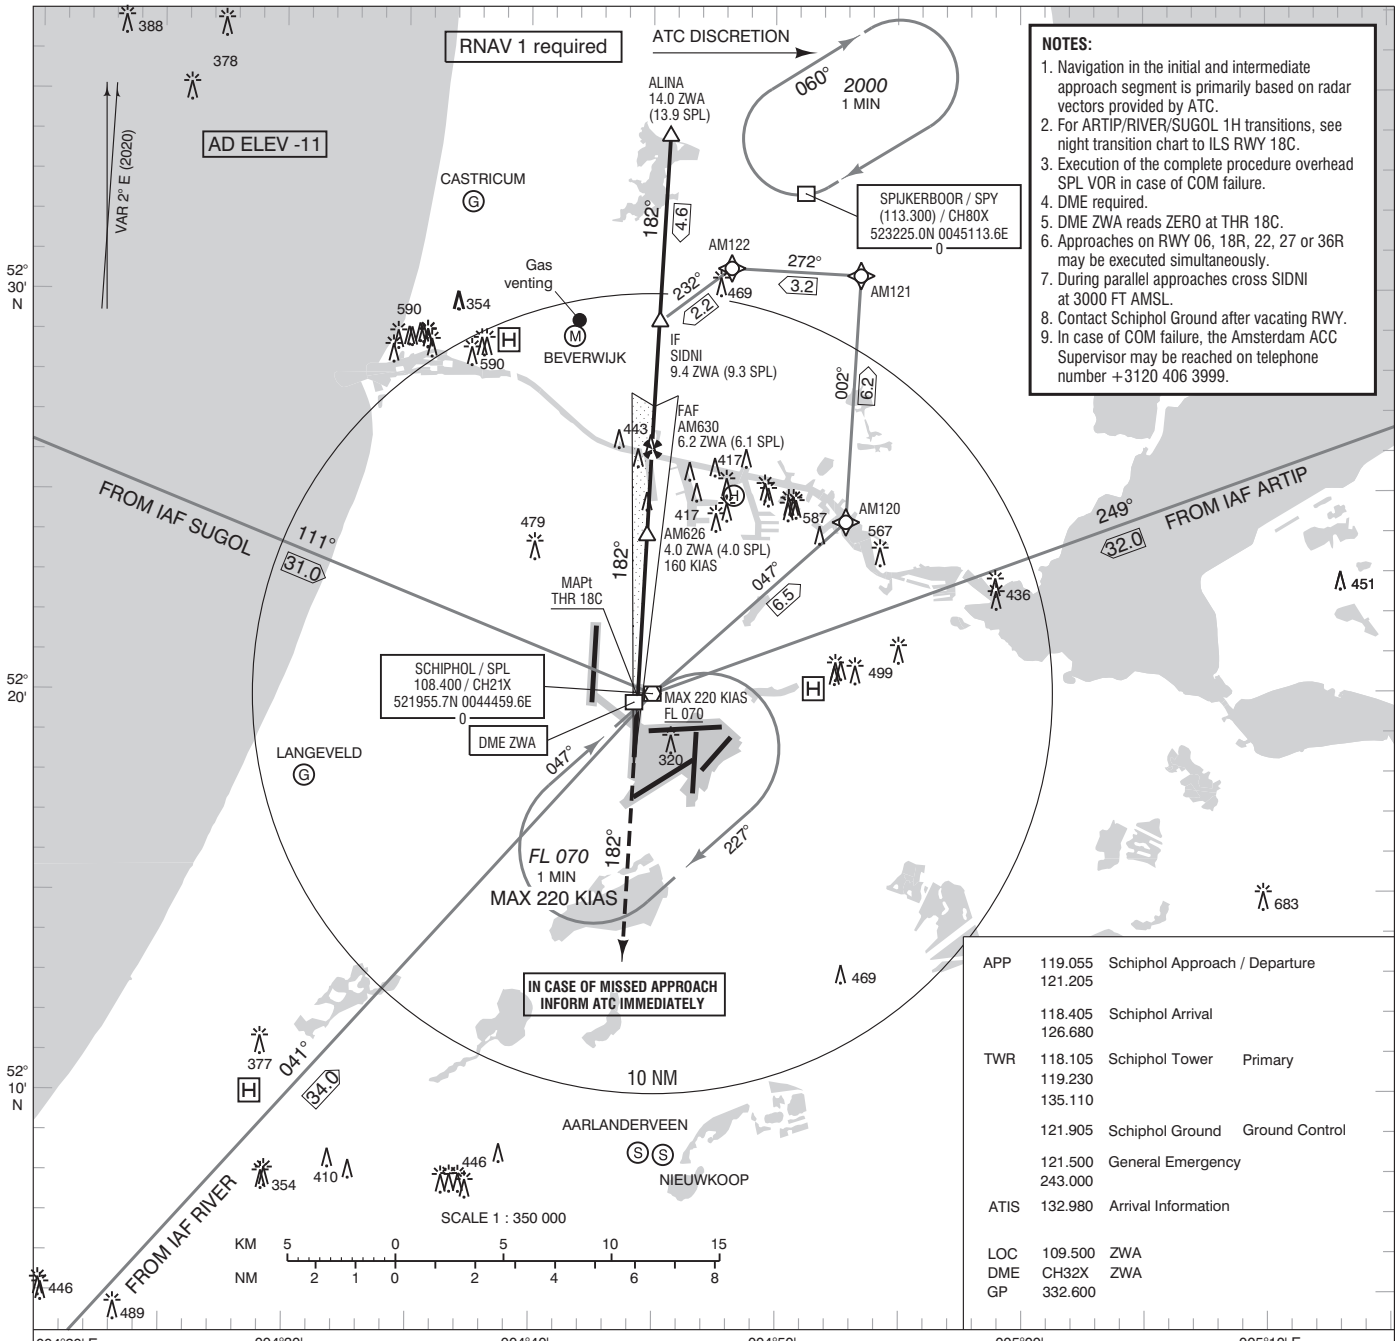 388
378
RNAV 1 required
ATC DISCRETION
060°
2000
1 MIN
NOTES:
1. Navigation in the initial and intermediate
approach segment is primarily based on radar
vectors provided by ATC.
2. For ARTIP/RIVER/SUGOL 1H transitions, see
night transition chart to ILS RWY 18C.
3. Execution of the complete procedure overhead
SPL VOR in case of COM failure.
4. DME required.
5. DME ZWA reads ZERO at THR 18C.
6. Approaches on RWY 06, 18R, 22, 27 or 36R
may be executed simultaneously.
7. During parallel approaches cross SIDNI
at 3000 FT AMSL.
8. Contact Schiphol Ground after vacating RWY.
9. In case of COM failure, the Amsterdam ACC
Supervisor may be reached on telephone
number +3120 406 3999.
VAR 2° E (2020)
AD ELEV -11
ALINA
14.0 ZWA
(13.9 SPL)
CASTRICUM
G
182°
4.6
SPIJKERBOOR / SPY
(113.300) / CH80X
523225.0N 0045113.6E
0
52°
30'
N
Gas
venting
AM122
272°
3.2
AM121
232°
2.2
469
354
590
590
H
M
BEVERWIJK
IF
SIDNI
9.4 ZWA (9.3 SPL)
002°
6.2
FAF
AM630
6.2 ZWA (6.1 SPL)
443
417
H
417
587
AM120
567
FROM IAF SUGOL
111°
31.0
249°
FROM IAF ARTIP
32.0
479
182°
AM626
4.0 ZWA (4.0 SPL)
160 KIAS
047°
6.5
436
451
MAPt
THR 18C
SCHIPHOL / SPL
108.400 / CH21X
521955.7N 0044459.6E
0
52°
20'
N
MAX 220 KIAS
FL 070
H
499
DME ZWA
320
LANGEVELD
G
047°
227°
182°
FL 070
1 MIN
MAX 220 KIAS
683
IN CASE OF MISSED APPROACH
INFORM ATC IMMEDIATELY
469
377
H
041°
34.0
52°
10'
N
10 NM
AARLANDERVEEN
S
S
NIEUWKOOP
354
410
446
FROM IAF RIVER
446
489
SCALE 1 : 350 000
KM 5 0 5 10 15
NM 2 1 0 2 4 6 8
APP 119.055 Schiphol Approach / Departure
121.205
118.405 Schiphol Arrival
126.680
TWR 118.105 Schiphol Tower Primary
119.230
135.110
121.905 Schiphol Ground Ground Control
121.500 General Emergency
243.000
ATIS 132.980 Arrival Information
LOC 109.500 ZWA
DME CH32X ZWA
GP 332.600